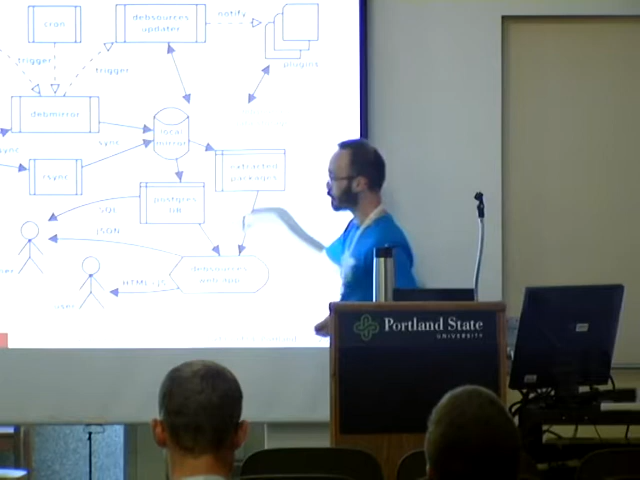 cron
debsources
updater
notify
plugins
trigger
trigger
debmirror
local
mirror
sync
rsync
extracted
packages
postgres
DB
SQL
JSON
debsources
web app
HTML+JS
user
Portland State
UNIVERSITY